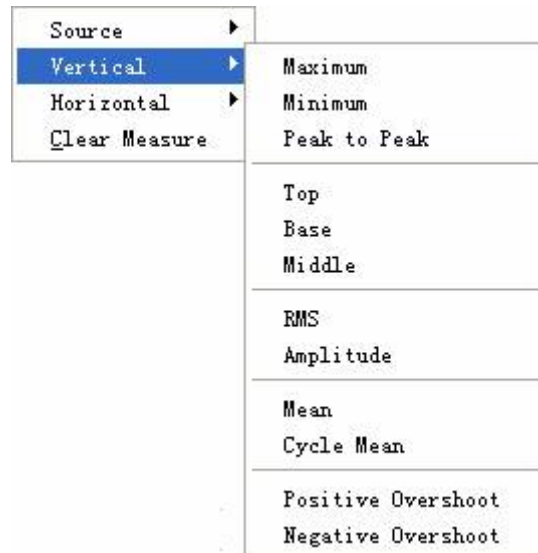 Source
Vertical
Horizontal
Clear Measure
Maximum
Minimum
Peak to Peak
Top
Base
Middle
RMS
Amplitude
Mean
Cycle Mean
Positive Overshoot
Negative Overshoot